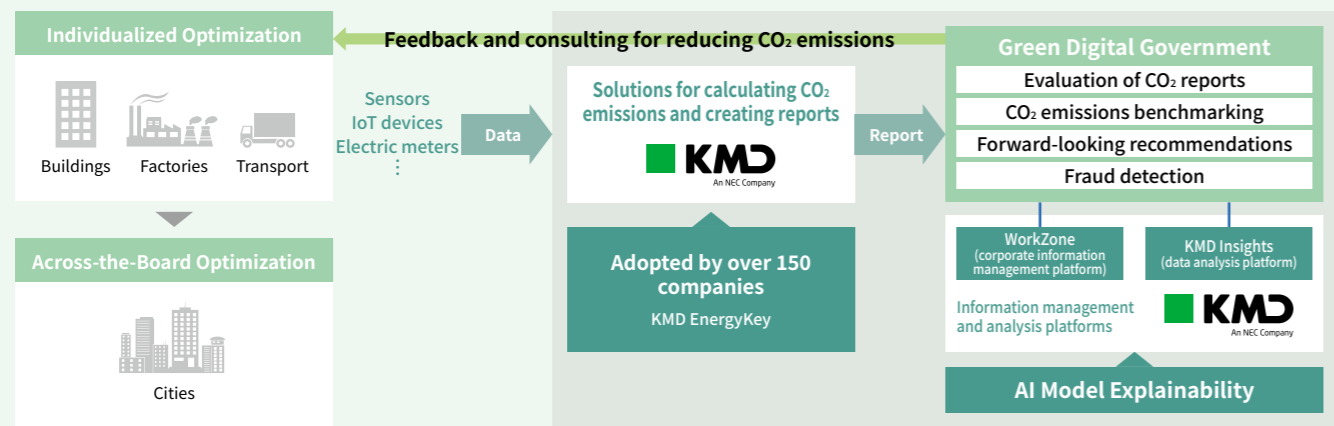 Individualized Optimization
Buildings
Factories
Transport
Across-the-Board Optimization
Cities
Feedback and consulting for reducing CO₂ emissions
Sensors
IoT devices
Electric meters
⋮
Data
Solutions for calculating CO₂
emissions and creating reports
KMD
An NEC Company
Adopted by over 150
companies
KMD EnergyKey
Report
Green Digital Government
Evaluation of CO₂ reports
CO₂ emissions benchmarking
Forward-looking recommendations
Fraud detection
WorkZone
(corporate information
management platform)
KMD Insights
(data analysis platform)
Information management
and analysis platforms
KMD
An NEC Company
AI Model Explainability